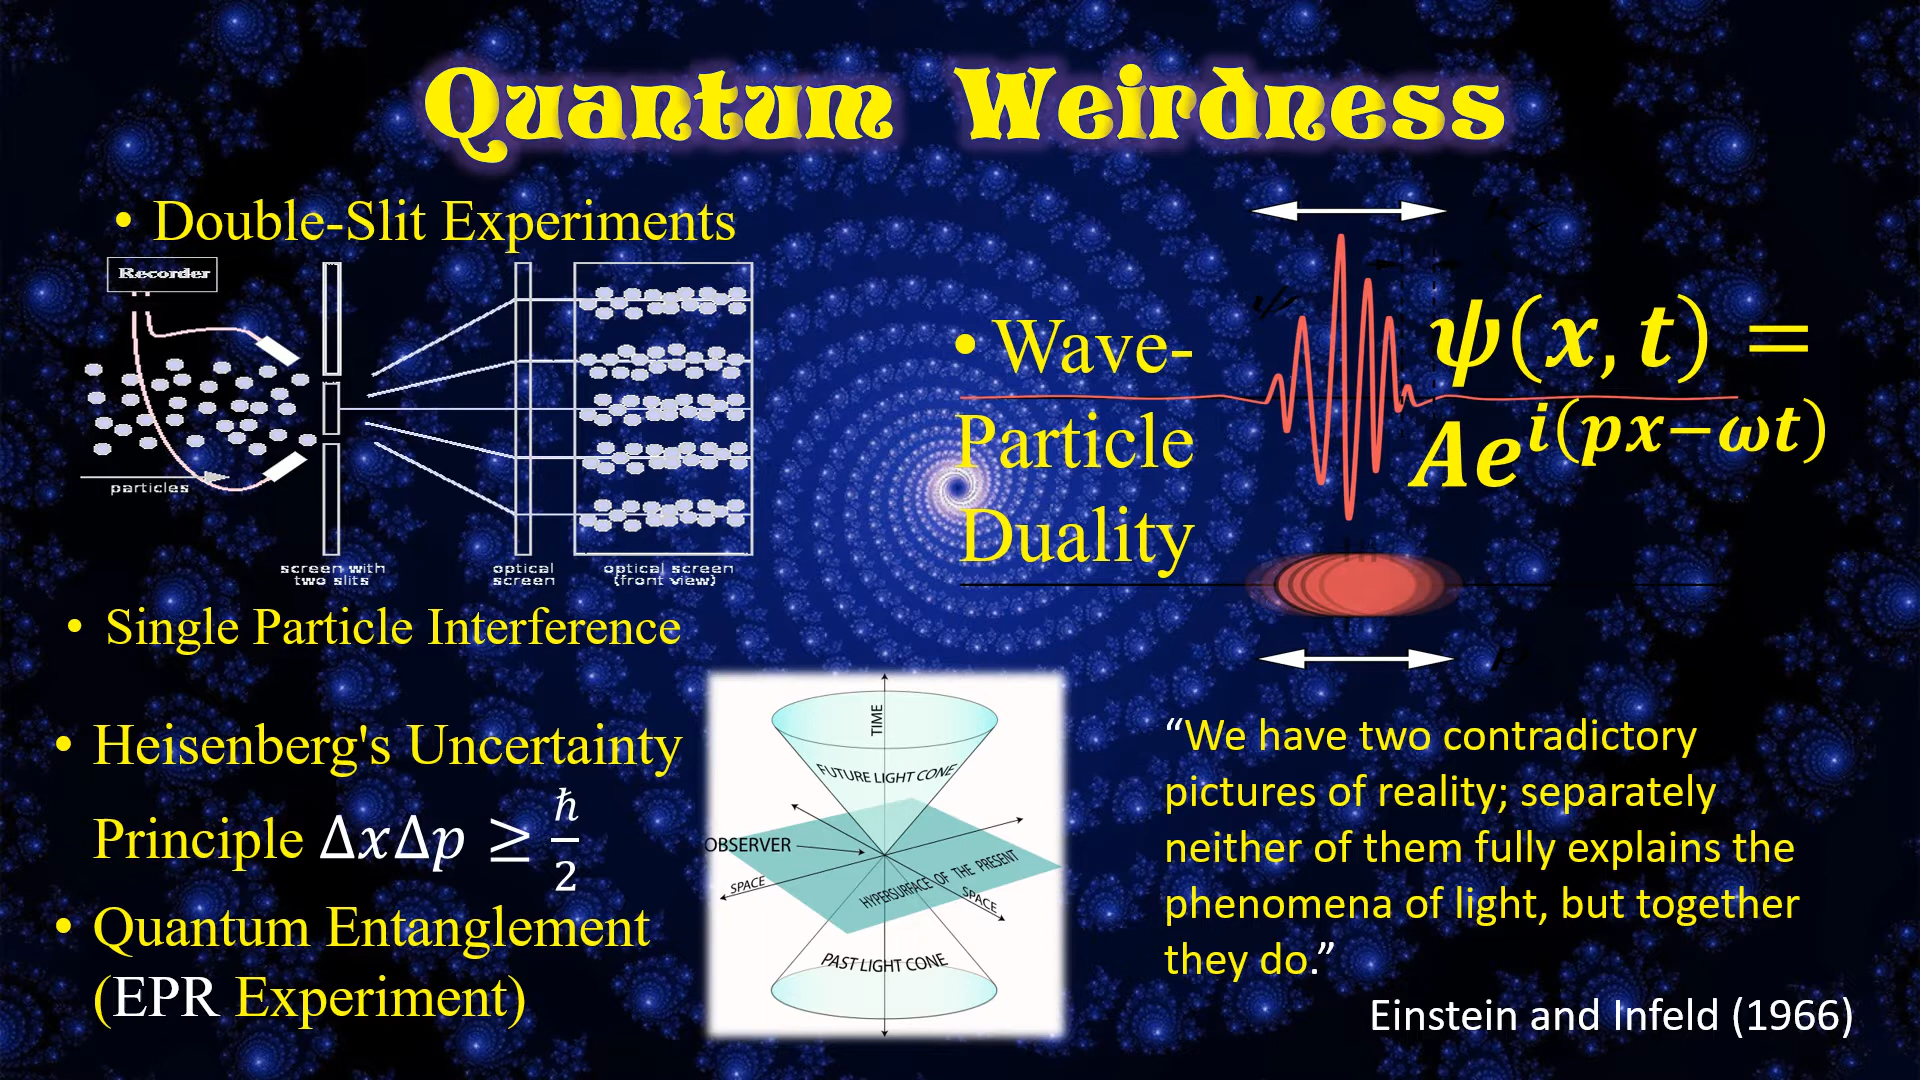 Quantum Weirdness
• Double-Slit Experiments
Recorder
particles
screen with
two slits
optical
screen
optical screen
(front view)
• Single Particle Interference
• Heisenberg's Uncertainty
Principle ΔxΔp ≥ ℏ/2
• Quantum Entanglement
(EPR Experiment)
• Wave-
Particle
Duality
ψ
ψ(x, t) =
Ae^{i(px−ωt)}
TIME
FUTURE LIGHT CONE
OBSERVER
SPACE
HYPERSURFACE OF THE PRESENT
SPACE
PAST LIGHT CONE
“We have two contradictory
pictures of reality; separately
neither of them fully explains the
phenomena of light, but together
they do.”
Einstein and Infeld (1966)